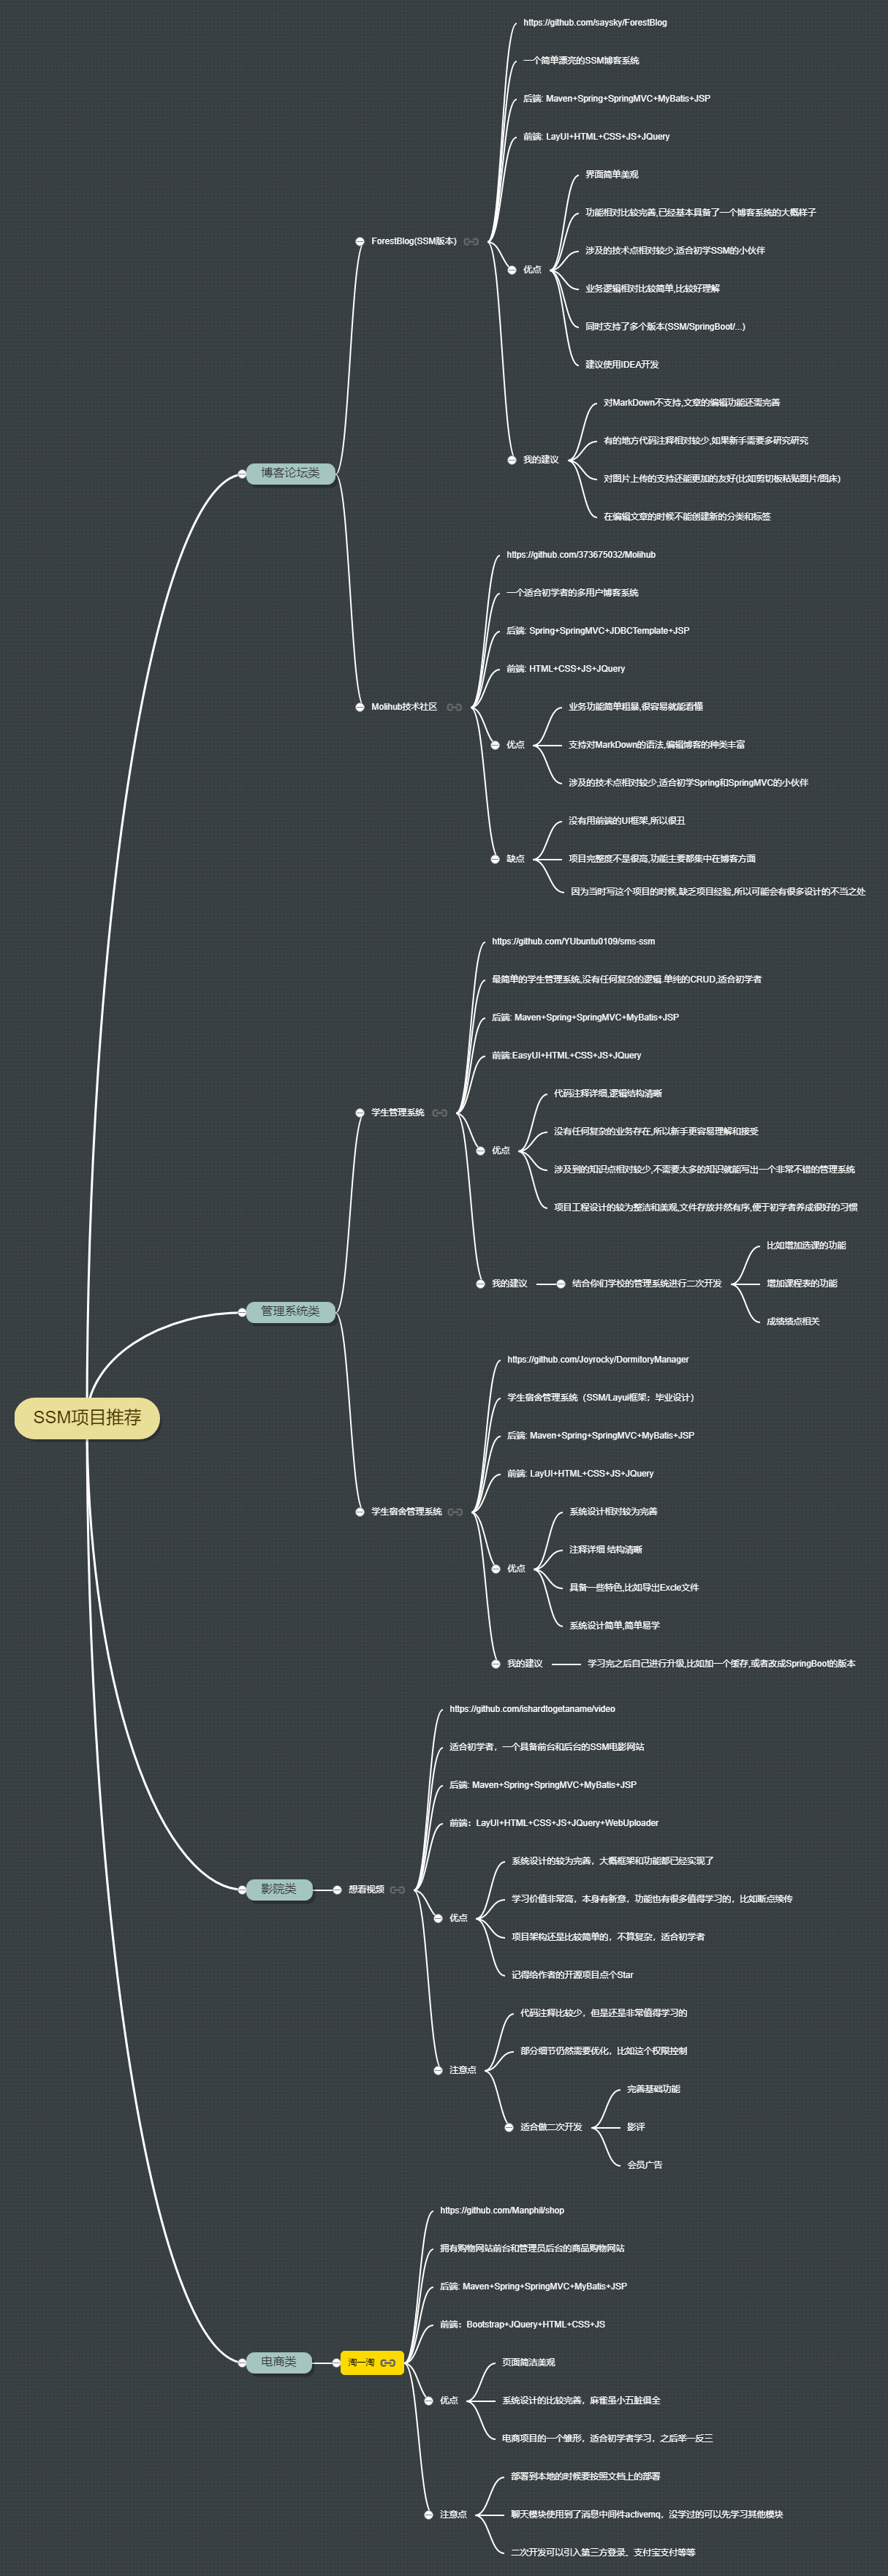 SSM项目推荐
博客论坛类
ForestBlog(SSM版本)
https://github.com/saysky/ForestBlog
一个简单漂亮的SSM博客系统
后端: Maven+Spring+SpringMVC+MyBatis+JSP
前端: LayUI+HTML+CSS+JS+JQuery
优点
界面简单美观
功能相对比较完善,已经基本具备了一个博客系统的大概样子
涉及的技术点相对较少,适合初学SSM的小伙伴
业务逻辑相对比较简单,比较好理解
同时支持了多个版本(SSM/SpringBoot/...)
建议使用IDEA开发
我的建议
对MarkDown不支持,文章的编辑功能还需完善
有的地方代码注释相对较少,如果新手需要多研究研究
对图片上传的支持还能更加的友好(比如剪切板粘贴图片/图床)
在编辑文章的时候不能创建新的分类和标签
Molihub技术社区
https://github.com/373675032/Molihub
一个适合初学者的多用户博客系统
后端: Spring+SpringMVC+JDBCTemplate+JSP
前端: HTML+CSS+JS+JQuery
优点
业务功能简单粗暴,很容易就能看懂
支持对MarkDown的语法,编辑博客的种类丰富
涉及的技术点相对较少,适合初学Spring和SpringMVC的小伙伴
缺点
没有用前端的UI框架,所以很丑
项目完整度不是很高,功能主要都集中在博客方面
因为当时写这个项目的时候,缺乏项目经验,所以可能会有很多设计的不当之处
管理系统类
学生管理系统
https://github.com/YUbuntu0109/sms-ssm
最简单的学生管理系统,没有任何复杂的逻辑.单纯的CRUD,适合初学者
后端: Maven+Spring+SpringMVC+MyBatis+JSP
前端:EasyUI+HTML+CSS+JS+JQuery
优点
代码注释详细,逻辑结构清晰
没有任何复杂的业务存在,所以新手更容易理解和接受
涉及到的知识点相对较少,不需要太多的知识就能写出一个非常不错的管理系统
项目工程设计的较为整洁和美观,文件存放井然有序,便于初学者养成很好的习惯
我的建议
结合你们学校的管理系统进行二次开发
比如增加选课的功能
增加课程表的功能
成绩绩点相关
学生宿舍管理系统
https://github.com/Joyrocky/DormitoryManager
学生宿舍管理系统（SSM/Layui框架；毕业设计）
后端: Maven+Spring+SpringMVC+MyBatis+JSP
前端: LayUI+HTML+CSS+JS+JQuery
优点
系统设计相对较为完善
注释详细 结构清晰
具备一些特色,比如导出Excle文件
系统设计简单,简单易学
我的建议
学习完之后自己进行升级,比如加一个缓存,或者改成SpringBoot的版本
影院类
想看视频
https://github.com/ishardtogetaname/video
适合初学者，一个具备前台和后台的SSM电影网站
后端: Maven+Spring+SpringMVC+MyBatis+JSP
前端：LayUI+HTML+CSS+JS+JQuery+WebUploader
优点
系统设计的较为完善，大概框架和功能都已经实现了
学习价值非常高，本身有新意，功能也有很多值得学习的，比如断点续传
项目架构还是比较简单的，不算复杂，适合初学者
记得给作者的开源项目点个Star
注意点
代码注释比较少，但是还是非常值得学习的
部分细节仍然需要优化，比如这个权限控制
适合做二次开发
完善基础功能
影评
会员广告
电商类
淘一淘
https://github.com/Manphil/shop
拥有购物网站前台和管理员后台的商品购物网站
后端: Maven+Spring+SpringMVC+MyBatis+JSP
前端：Bootstrap+JQuery+HTML+CSS+JS
优点
页面简洁美观
系统设计的比较完善，麻雀虽小五脏俱全
电商项目的一个雏形，适合初学者学习，之后举一反三
注意点
部署到本地的时候要按照文档上的部署
聊天模块使用到了消息中间件activemq，没学过的可以先学习其他模块
二次开发可以引入第三方登录、支付宝支付等等